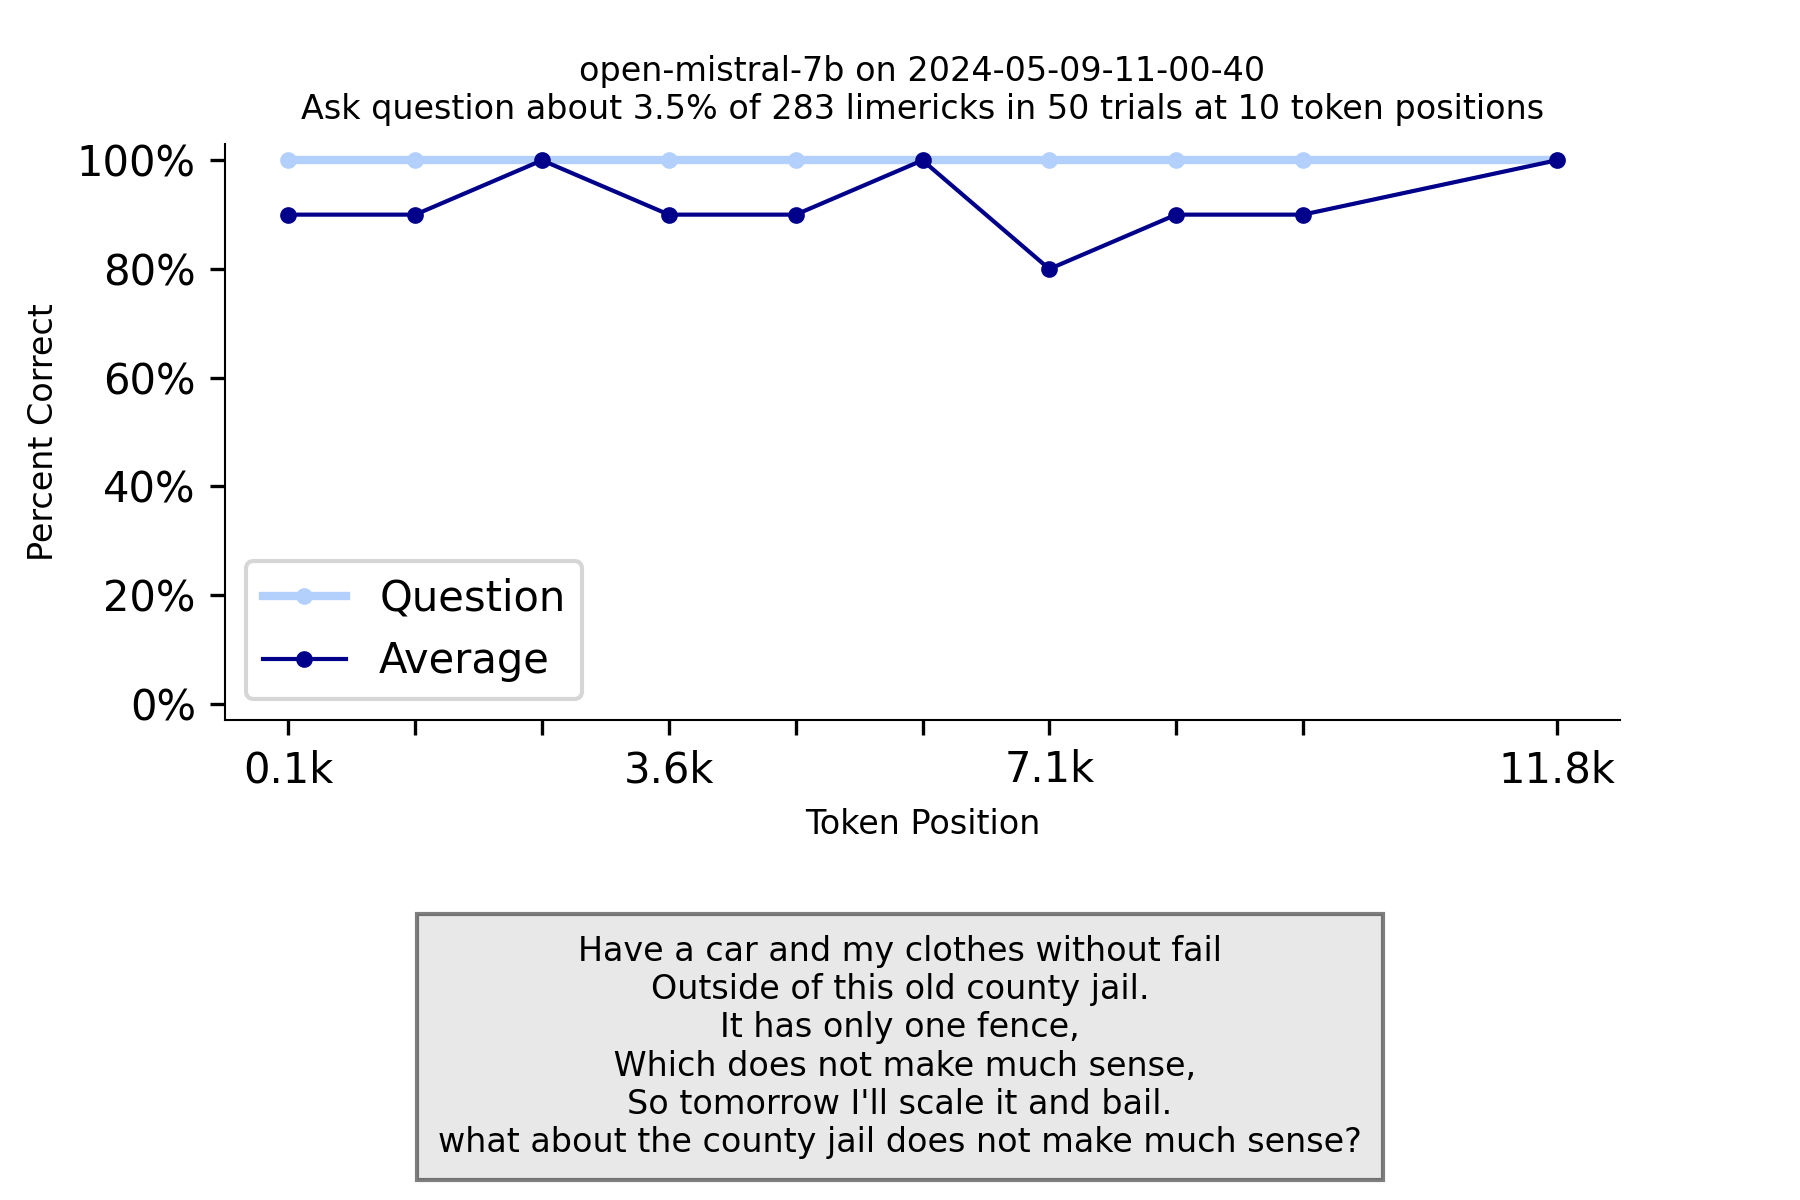 open-mistral-7b on 2024-05-09-11-00-40
Ask question about 3.5% of 283 limericks in 50 trials at 10 token positions
100%
80%
60%
40%
20%
0%
Percent Correct
Question
Average
0.1k 3.6k 7.1k 11.8k
Token Position
Have a car and my clothes without fail
Outside of this old county jail.
It has only one fence,
Which does not make much sense,
So tomorrow I'll scale it and bail.
what about the county jail does not make much sense?